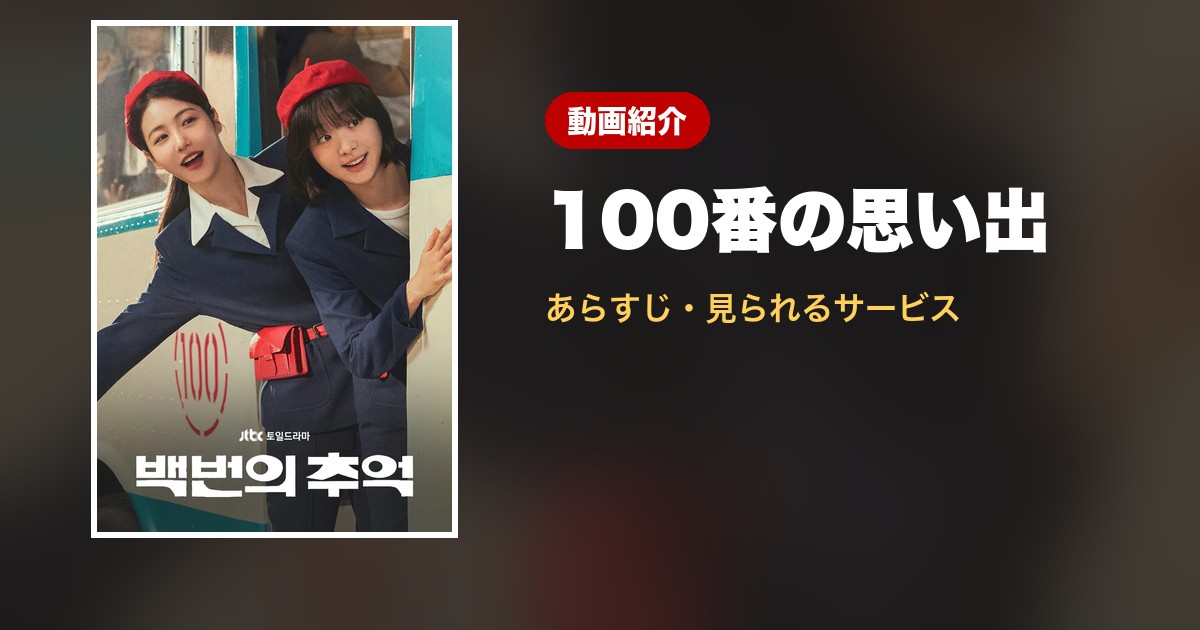 動画紹介
100番の思い出
あらすじ・見られるサービス
100
jtbc 토일드라마
백번의 추억